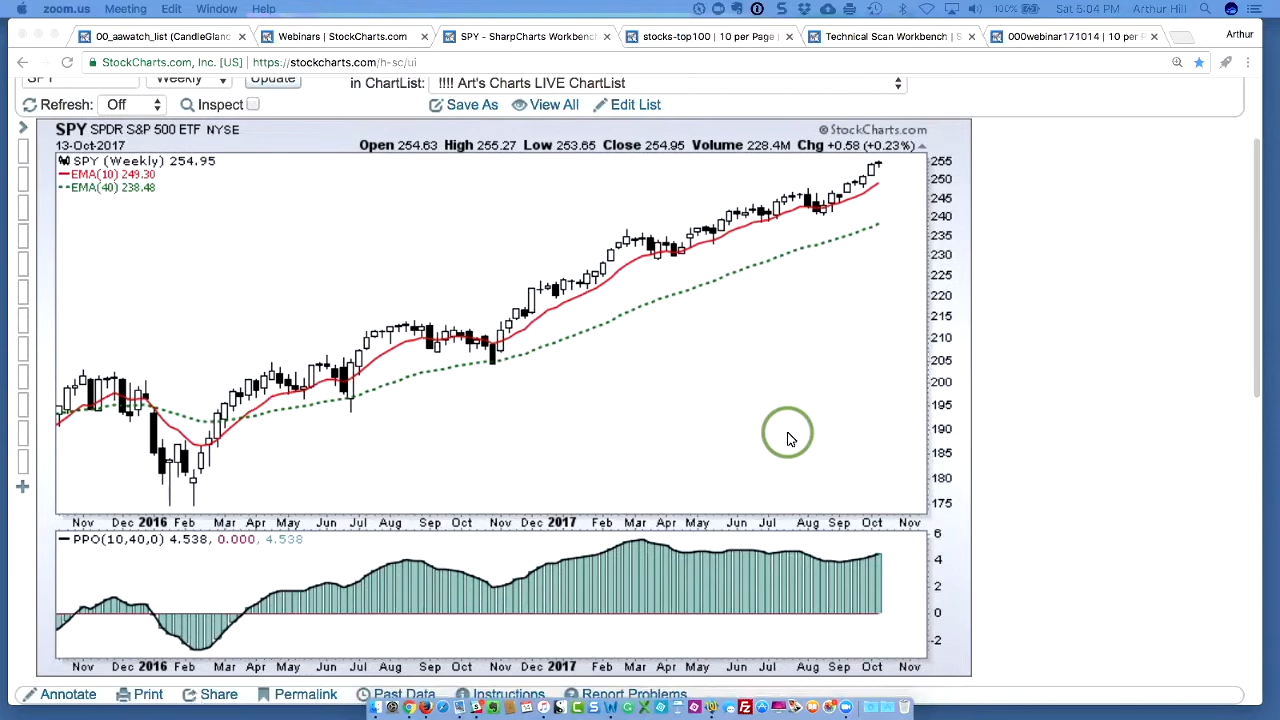 zoom.us Meeting Edit Window Help 100% Sat 5:04 PM Arthur Hill
00_aawatch_list (CandleGlanc × Webinars | StockCharts.com × SPY - SharpCharts Workbench × stocks-top100 | 10 per Page | × Technical Scan Workbench | S × 000webinar171014 | 10 per P × Arthur
StockCharts.com, Inc. [US] https://stockcharts.com/h-sc/ui
SPY Weekly Update in ChartList: !!!! Art's Charts LIVE ChartList
Refresh: Off Inspect Save As View All Edit List
SPY SPDR S&P 500 ETF NYSE ©StockCharts.com
13-Oct-2017 Open 254.63 High 255.27 Low 253.65 Close 254.95 Volume 228.4M Chg +0.58 (+0.23%)
SPY (Weekly) 254.95
EMA(10) 249.30
EMA(40) 238.48
255
250
245
240
235
230
225
220
215
210
205
200
195
190
185
180
175
Nov Dec 2016 Feb Mar Apr May Jun Jul Aug Sep Oct Nov Dec 2017 Feb Mar Apr May Jun Jul Aug Sep Oct Nov
PPO(10,40,0) 4.538, 0.000, 4.538
6
4
2
0
-2
Nov Dec 2016 Feb Mar Apr May Jun Jul Aug Sep Oct Nov Dec 2017 Feb Mar Apr May Jun Jul Aug Sep Oct Nov
Annotate Print Share Permalink Past Data Instructions Report Problems